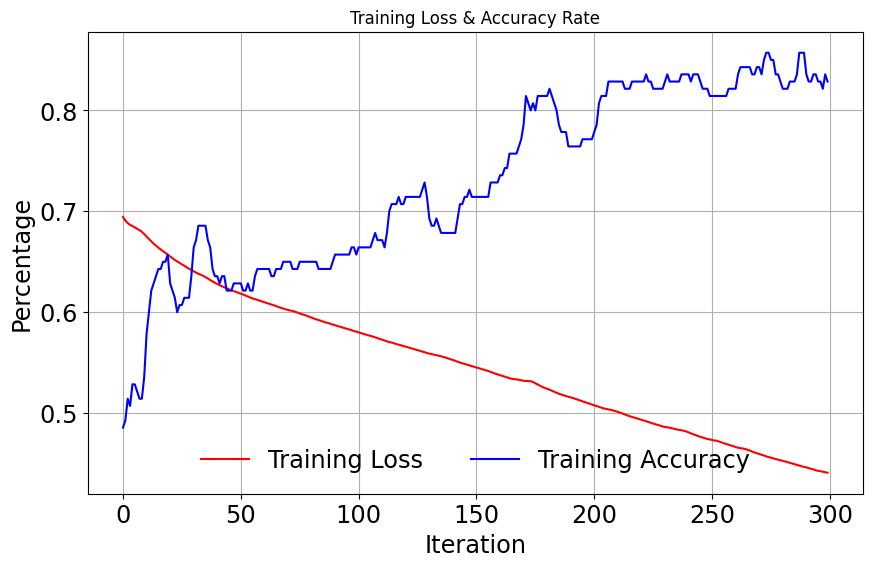 Training Loss & Accuracy Rate
Percentage
0.8
0.7
0.6
0.5
Training Loss Training Accuracy
0 50 100 150 200 250 300
Iteration